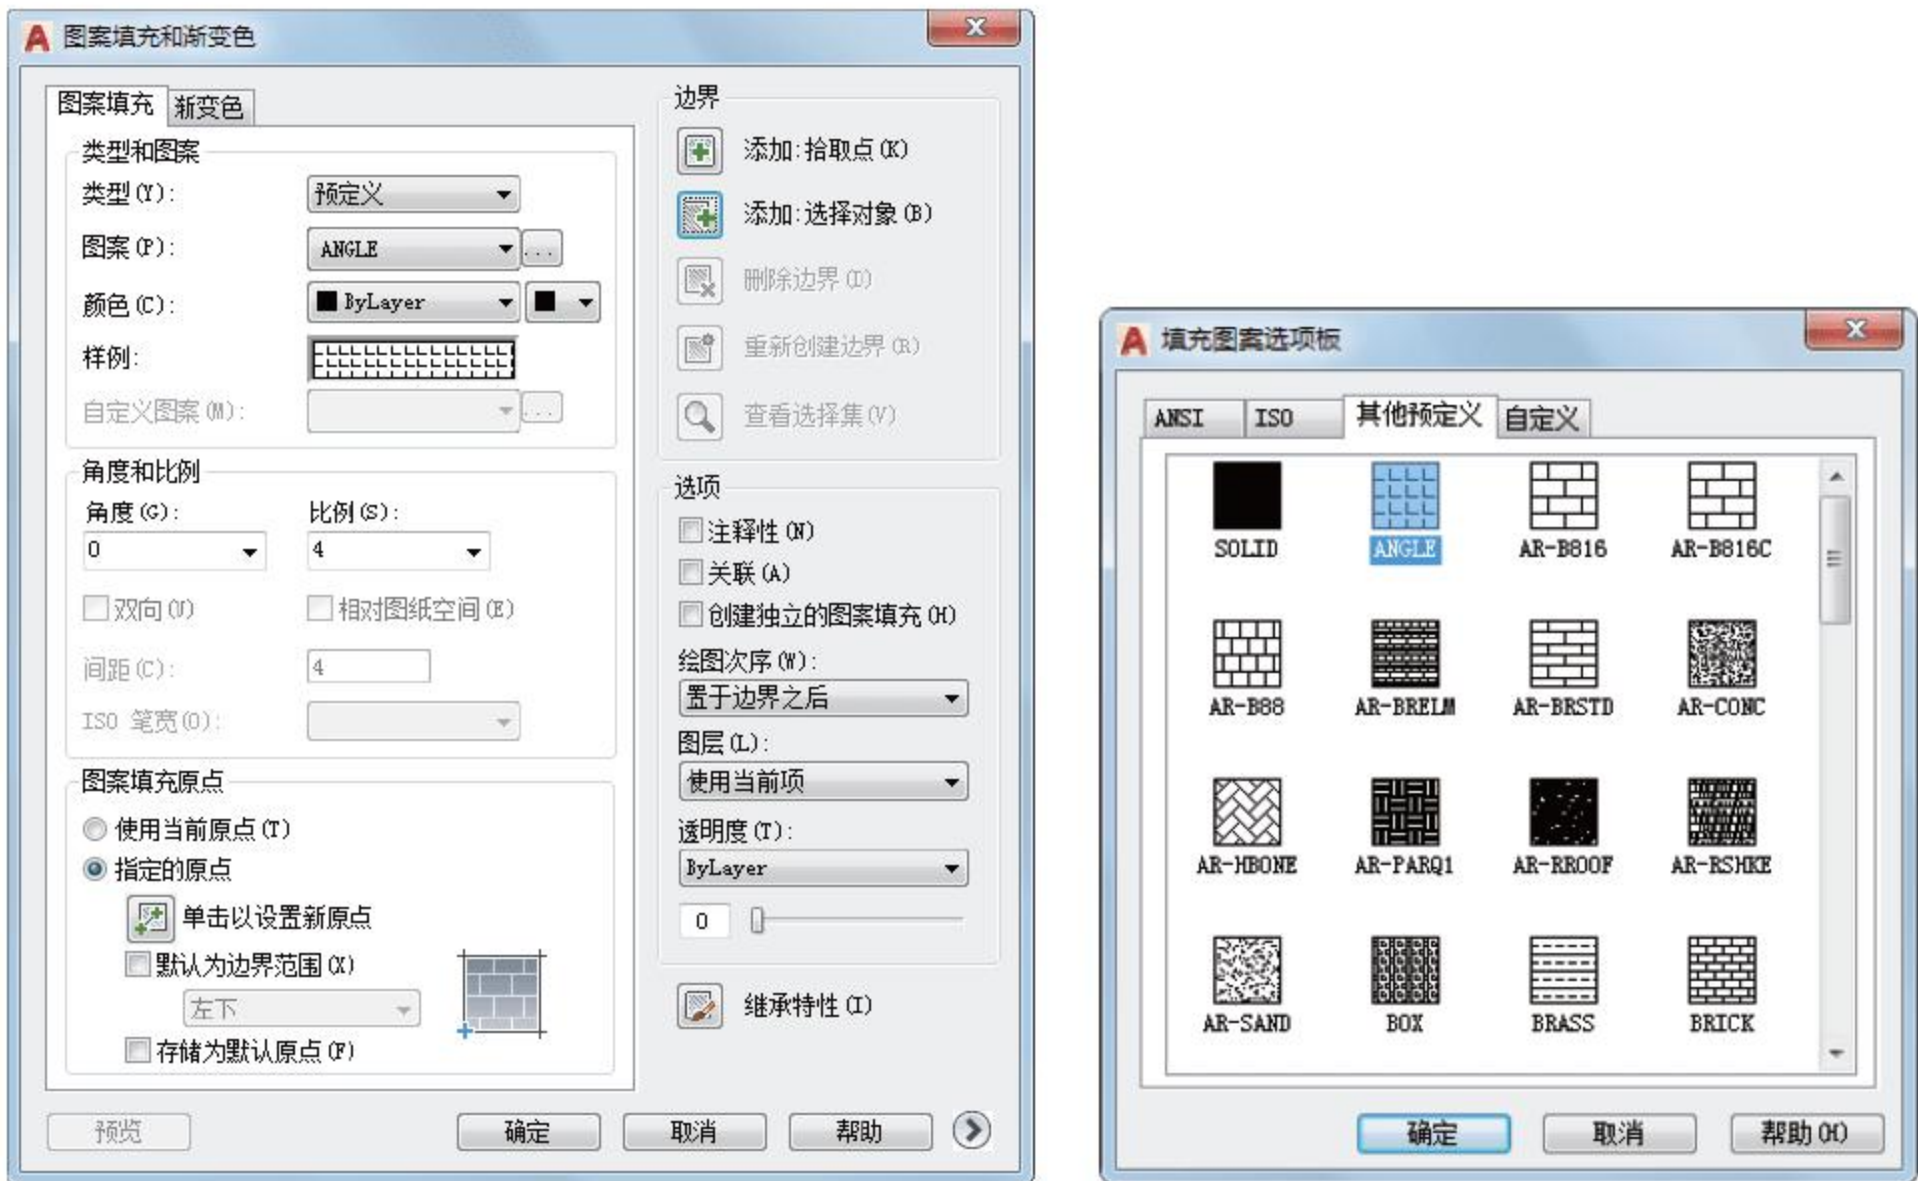 图案填充和渐变色
图案填充 渐变色
类型和图案
类型(Y): 预定义
图案(P): ANGLE ...
颜色(C): ByLayer
样例:
自定义图案(M): ...
角度和比例
角度(G): 比例(S):
0 4
双向(U) 相对图纸空间(E)
间距(C): 4
ISO 笔宽(O):
图案填充原点
使用当前原点(T)
指定的原点
单击以设置新原点
默认为边界范围(X)
左下
存储为默认原点(F)
边界
添加:拾取点(K)
添加:选择对象(B)
删除边界(D)
重新创建边界(R)
查看选择集(V)
选项
注释性(N)
关联(A)
创建独立的图案填充(H)
绘图次序(W):
置于边界之后
图层(L):
使用当前项
透明度(T):
ByLayer
0
继承特性(I)
预览 确定 取消 帮助
填充图案选项板
ANSI ISO 其他预定义 自定义
SOLID ANGLE AR-B816 AR-B816C
AR-B88 AR-BRELM AR-BRSTD AR-CONC
AR-HBONE AR-PARQ1 AR-RROOF AR-RSHKE
AR-SAND BOX BRASS BRICK
确定 取消 帮助(H)